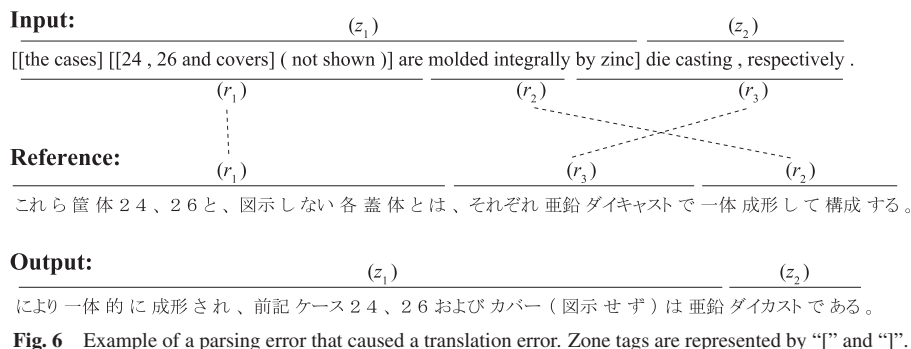 Input:
(z1) (z2)
[[the cases] [[24 , 26 and covers] ( not shown )] are molded integrally by zinc] die casting , respectively .
(r1) (r2) (r3)
Reference:
(r1) (r3) (r2)
これら 筐 体 2 4 、 2 6 と 、 図示 し ない 各 蓋体 と は 、 それぞれ 亜鉛 ダイキャスト で 一体 成形 し て 構成 する 。
Output:
(z1) (z2)
により 一体 的 に 成形 さ れ 、 前記 ケース 2 4 、 2 6 および カバー ( 図示 せ ず ) は 亜鉛 ダイカスト で ある 。
Fig. 6 Example of a parsing error that caused a translation error. Zone tags are represented by “[” and “]”.